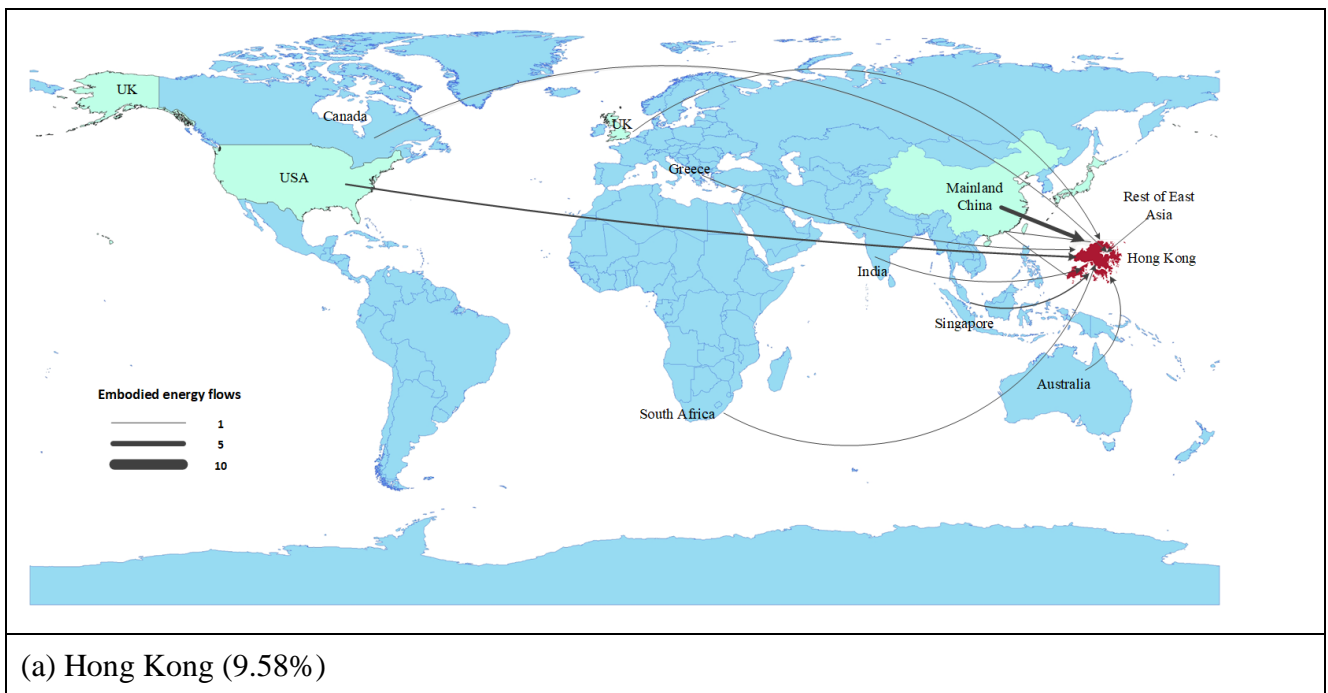 UK
Canada
UK
USA
Greece
Mainland
China
Rest of East
Asia
Hong Kong
India
Singapore
Australia
South Africa
Embodied energy flows
1
5
10
(a) Hong Kong (9.58%)